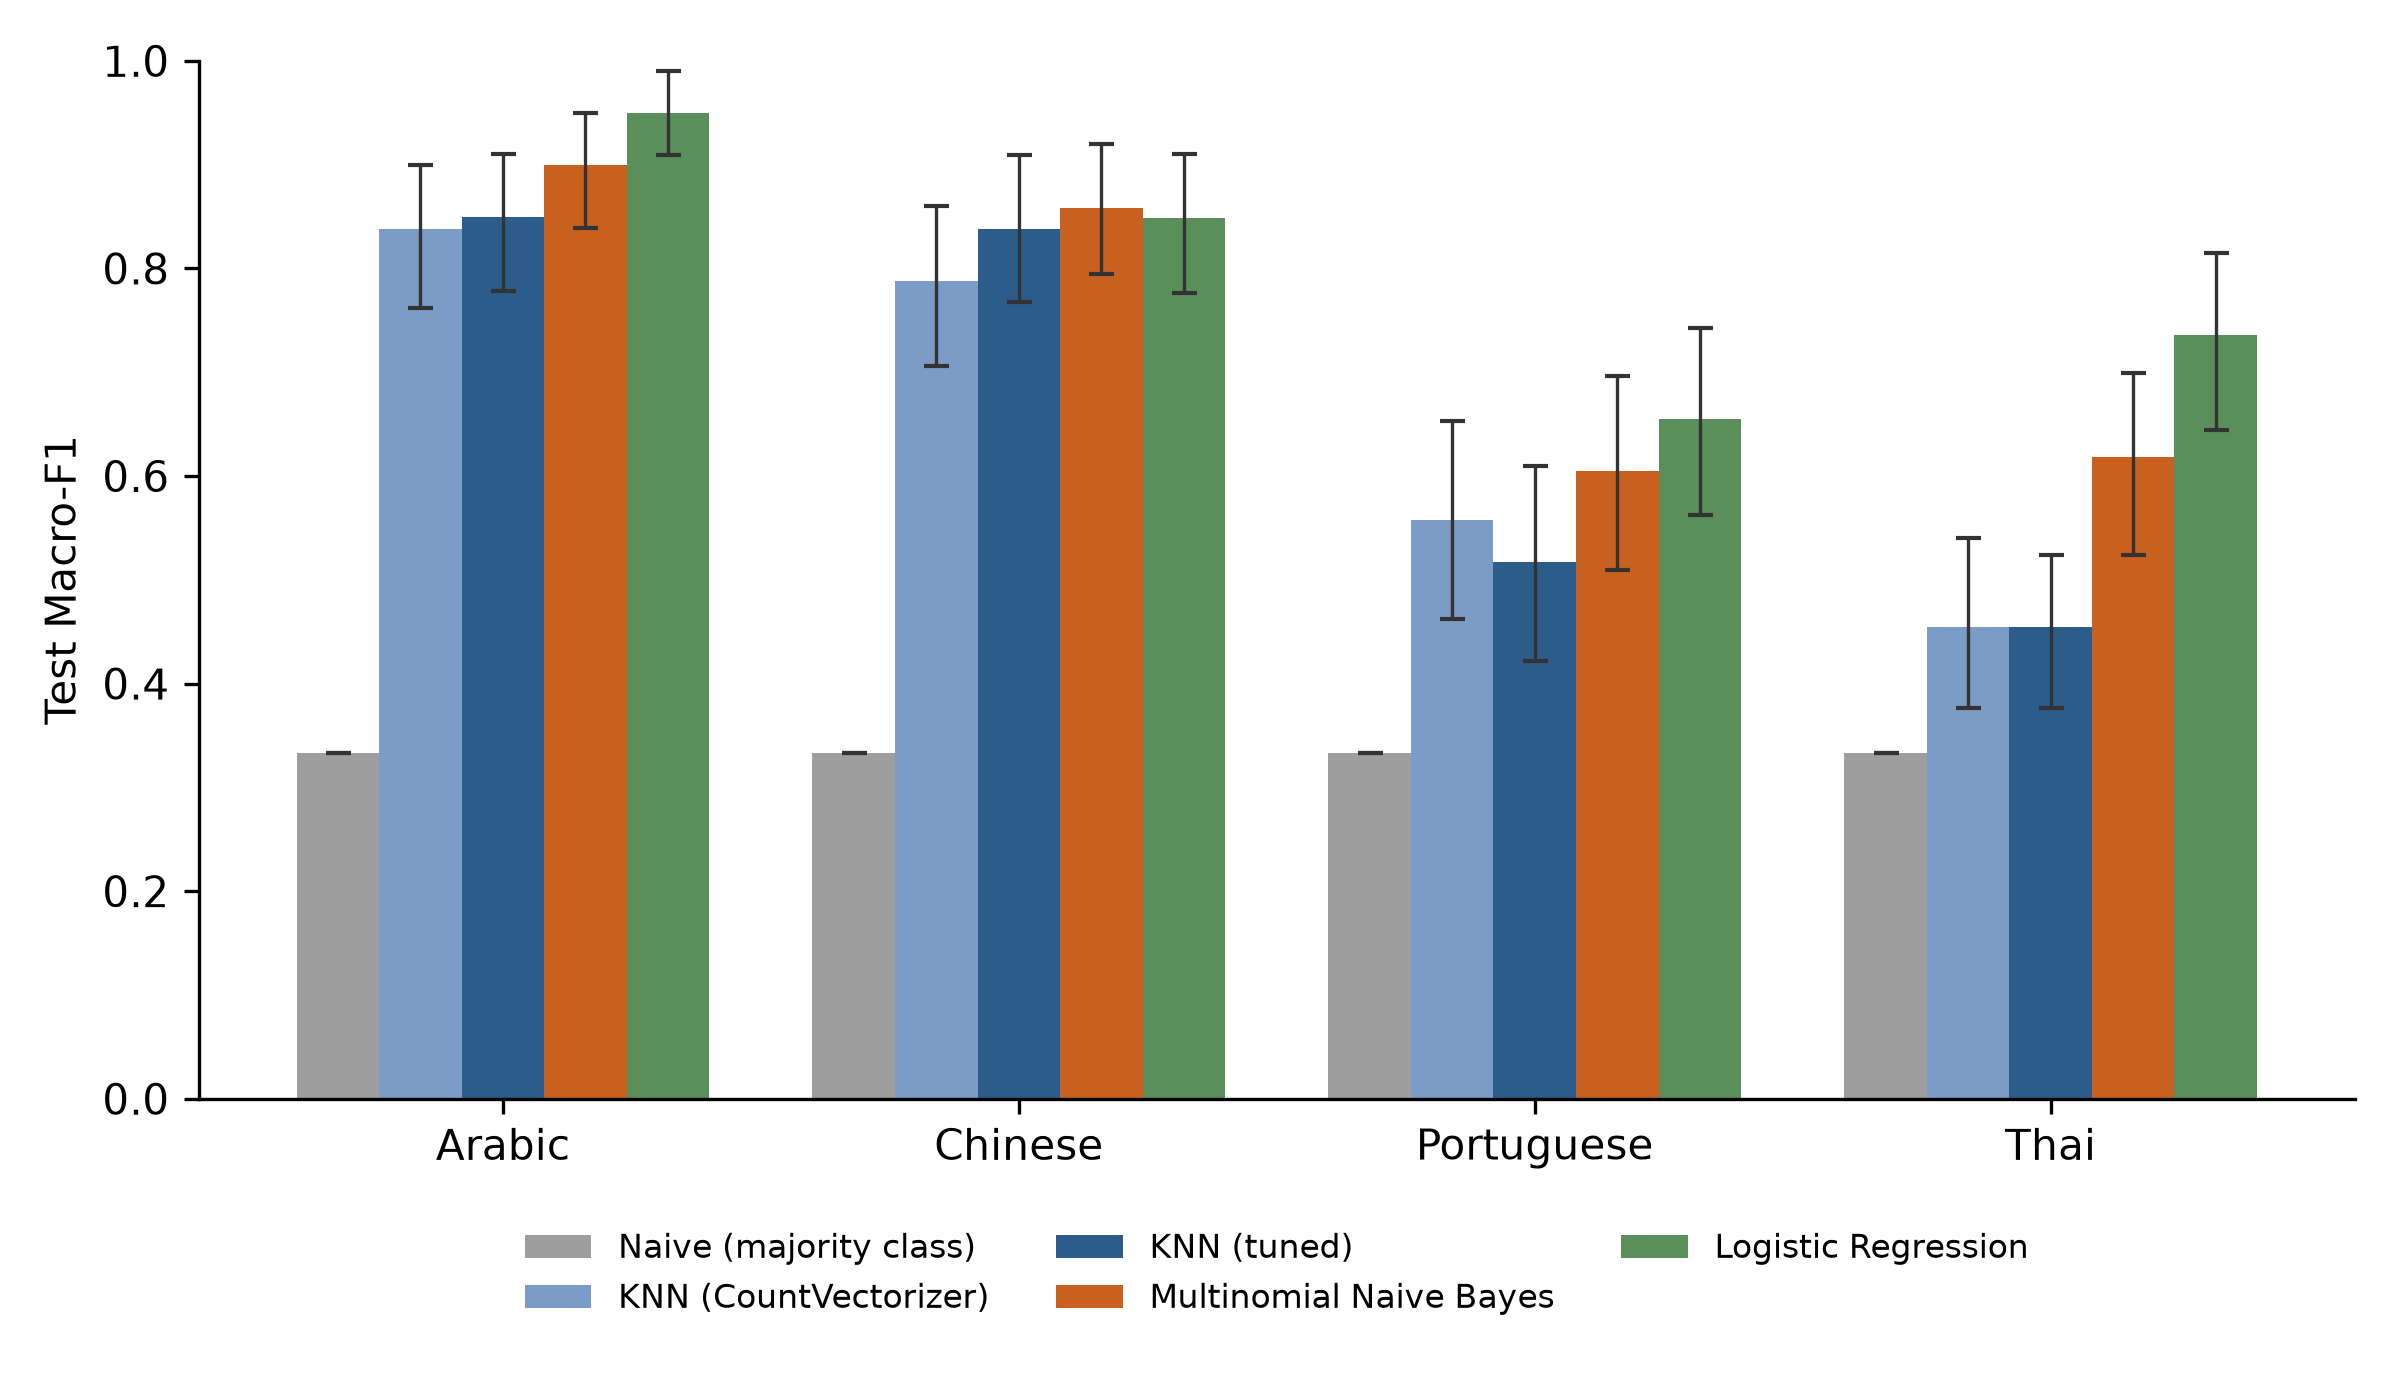 1.0
0.8
0.6
0.4
0.2
0.0
Test Macro-F1
Arabic
Chinese
Portuguese
Thai
Naive (majority class)
KNN (CountVectorizer)
KNN (tuned)
Multinomial Naive Bayes
Logistic Regression